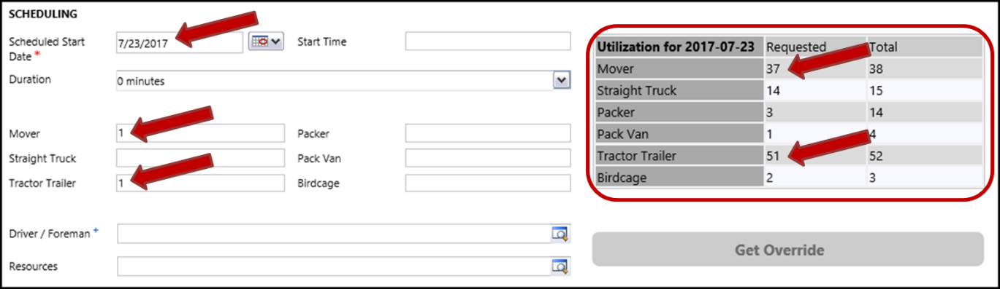 SCHEDULING
Scheduled Start Date * 7/23/2017 Start Time
Duration 0 minutes
Mover 1 Packer
Straight Truck Pack Van
Tractor Trailer 1 Birdcage
Driver / Foreman +
Resources
Utilization for 2017-07-23 Requested Total
Mover 37 38
Straight Truck 14 15
Packer 3 14
Pack Van 1 4
Tractor Trailer 51 52
Birdcage 2 3
Get Override